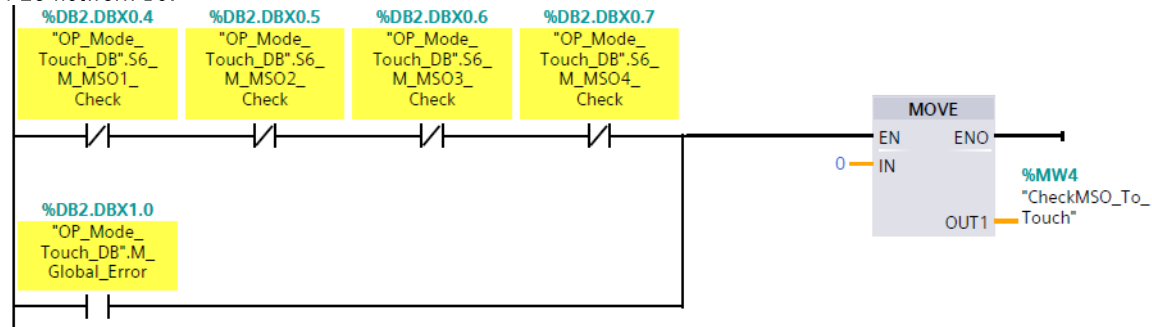 %DB2.DBX0.4 %DB2.DBX0.5 %DB2.DBX0.6 %DB2.DBX0.7
"OP_Mode_ "OP_Mode_ "OP_Mode_ "OP_Mode_
Touch_DB".S6_ Touch_DB".S6_ Touch_DB".S6_ Touch_DB".S6_
M_MSO1_ M_MSO2_ M_MSO3_ M_MSO4_
Check Check Check Check
MOVE
EN ENO
0 IN
%MW4
"CheckMSO_To_
OUT1 Touch"
%DB2.DBX1.0
"OP_Mode_
Touch_DB".M_
Global_Error